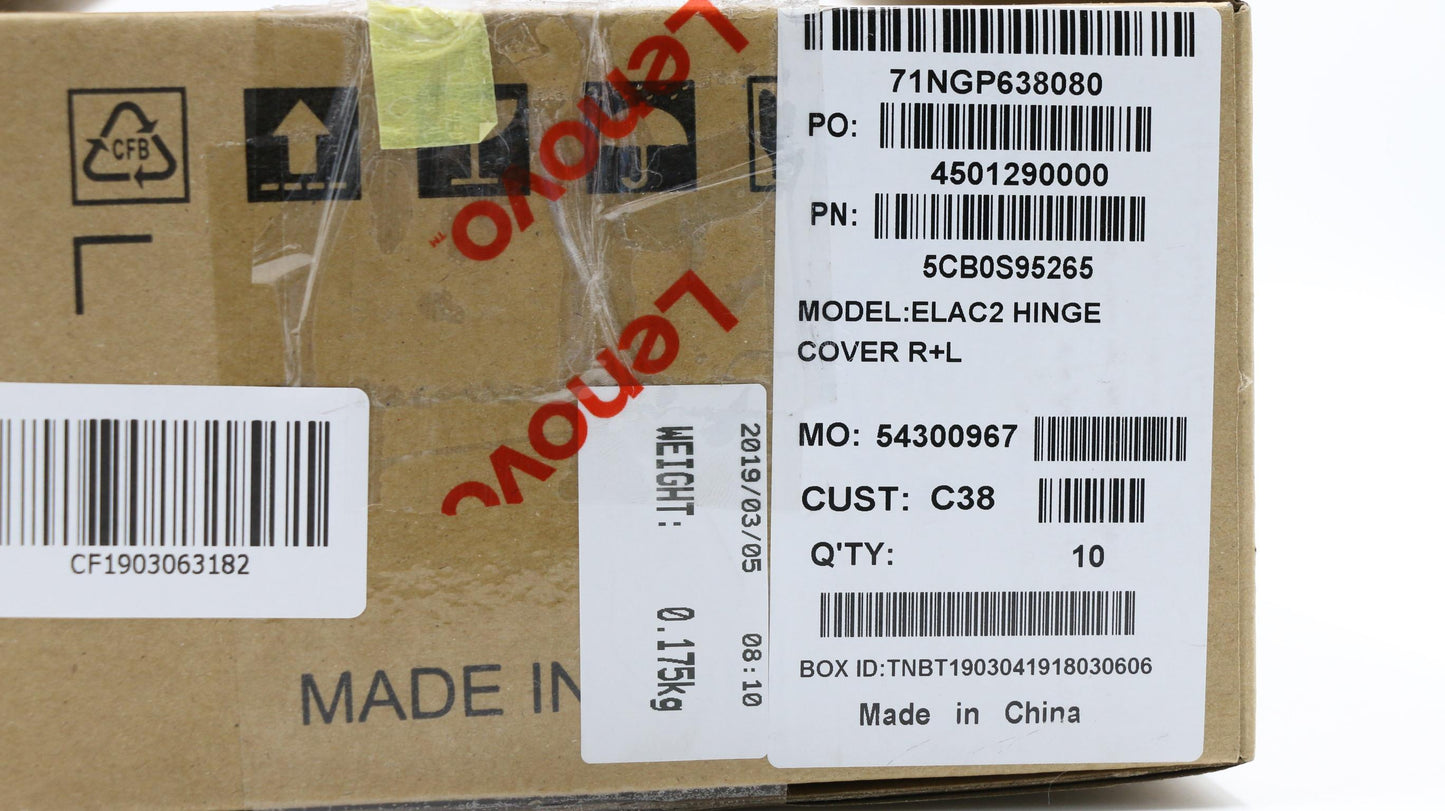 Lenovo™
Lenovo
CFB
CF1903063182
MADE IN
2019/03/05 08:10
WEIGHT: 0.175kg
71NGP638080
PO:
4501290000
PN:
5CB0S95265
MODEL:ELAC2 HINGE
COVER R+L
MO: 54300967
CUST: C38
Q'TY: 10
BOX ID:TNBT1903041918030606
Made in China